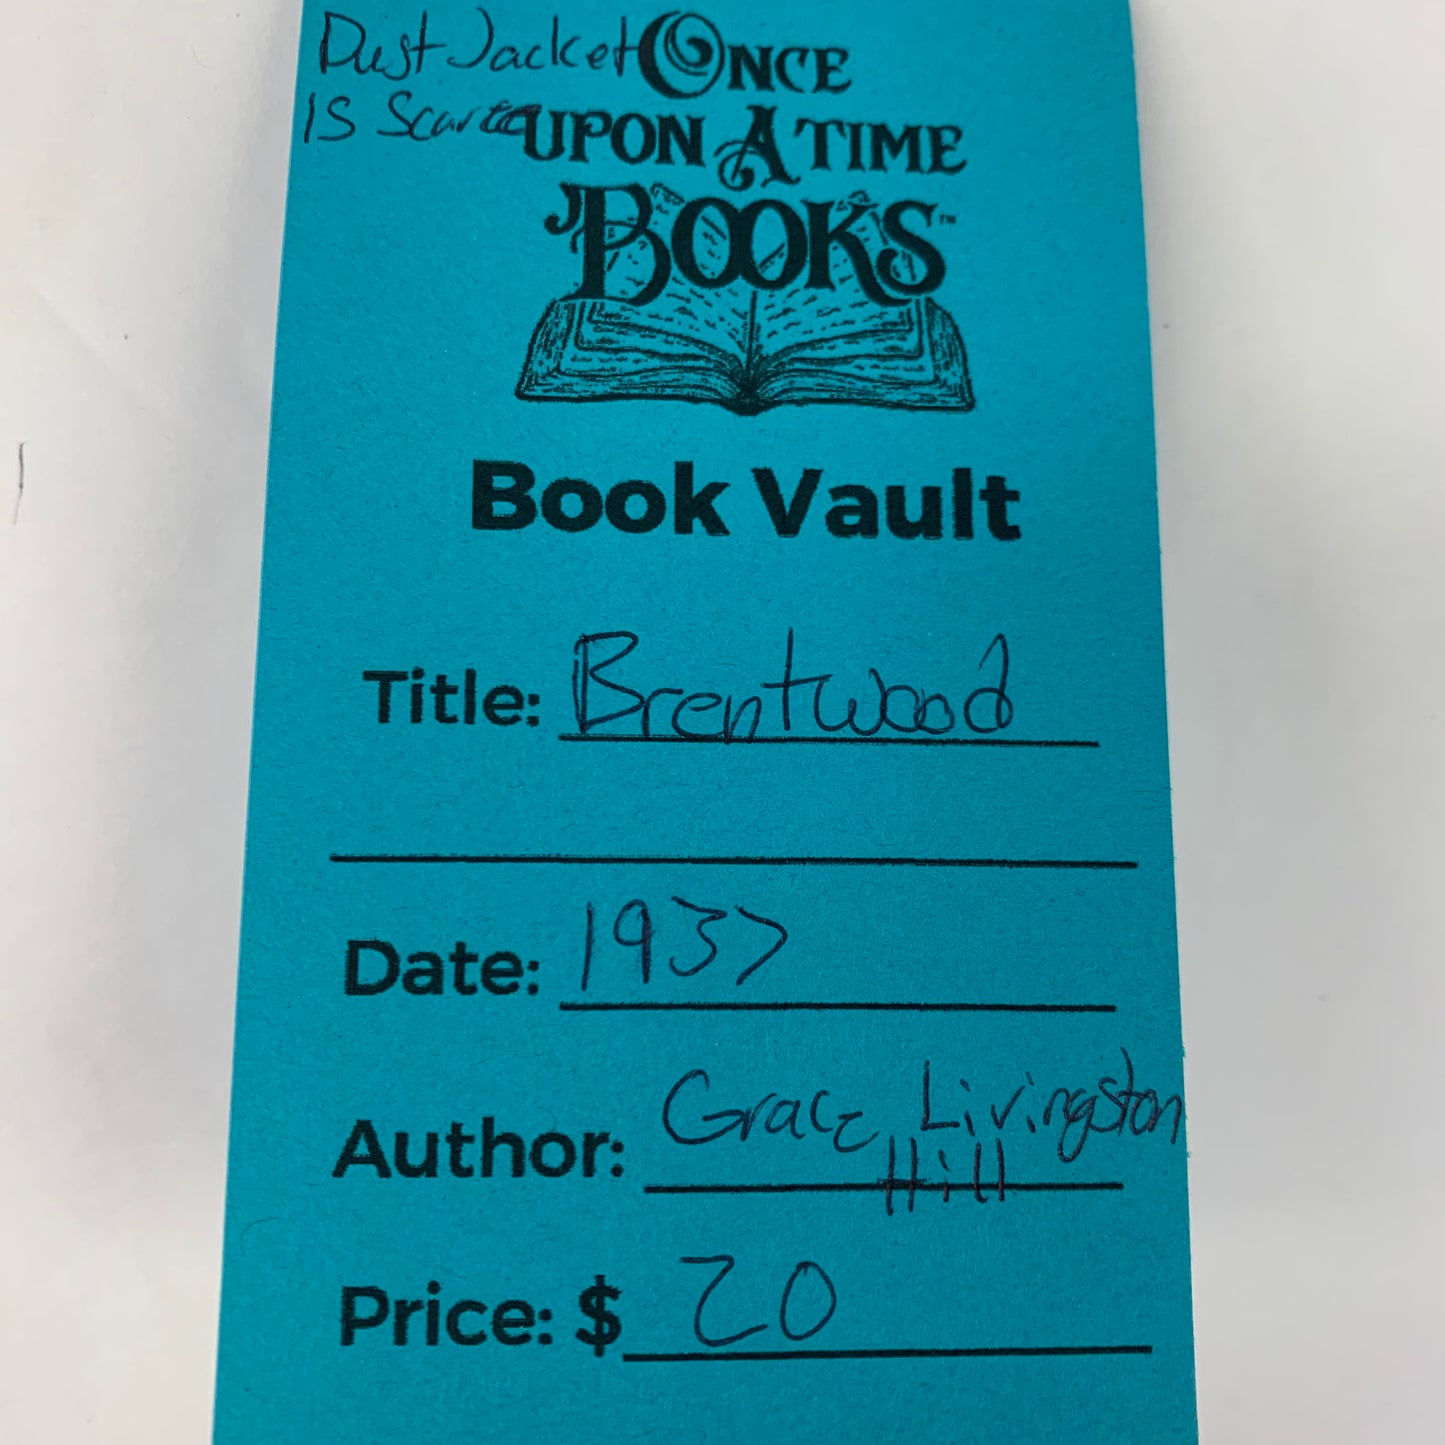 Dust Jacket
IS Scarce
ONCE
UPON A TIME
BOOKS™
Book Vault
Title: Brentwood
Date: 1937
Author: Grace Livingston
Hill
Price: $ 20